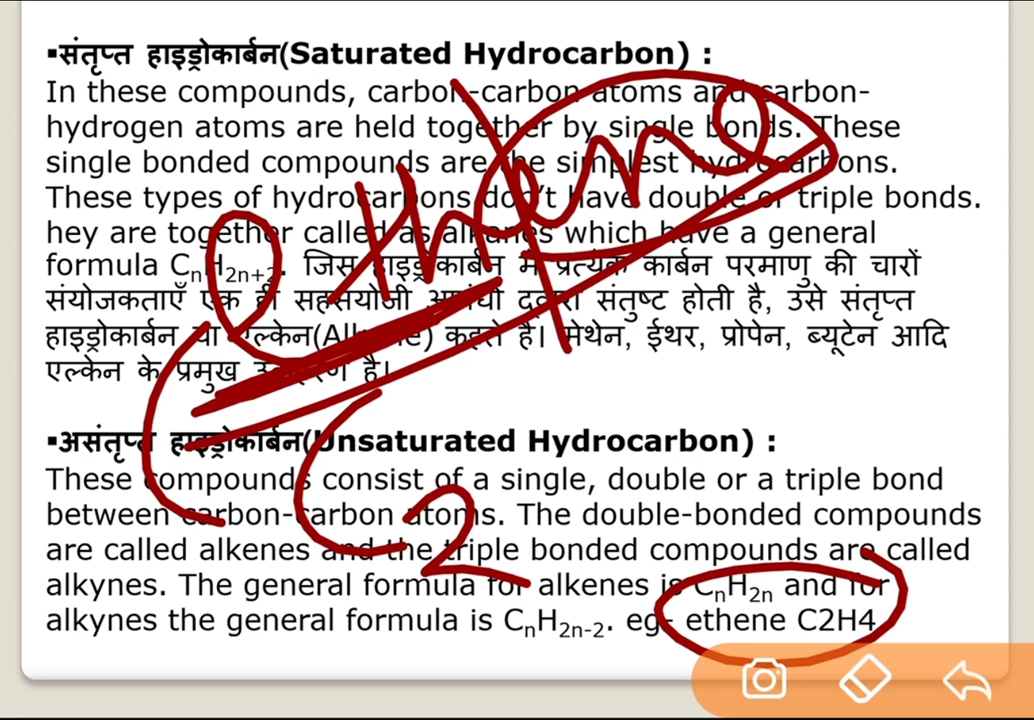 ▪संतृप्त हाइड्रोकार्बन(Saturated Hydrocarbon) :
In these compounds, carbon-carbon atoms and carbon-
hydrogen atoms are held together by single bonds. These
single bonded compounds are the simplest hydrocarbons.
These types of hydrocarbons don't have double or triple bonds.
hey are together called as alkanes which have a general
formula CnH2n+2. जिस हाइड्रोकार्बन में प्रत्येक कार्बन परमाणु की चारों
संयोजकताएँ एक ही सहसंयोजी आबंधों द्वारा संतुष्ट होती है, उसे संतृप्त
हाइड्रोकार्बन या एल्केन(Alkane) कहते है। मेथेन, ईथर, प्रोपेन, ब्यूटेन आदि
एल्केन के प्रमुख उदाहरण है।
ethene
C2
▪असंतृप्त हाइड्रोकार्बन(Unsaturated Hydrocarbon) :
These compounds consist of a single, double or a triple bond
between carbon-carbon atoms. The double-bonded compounds
are called alkenes and the triple bonded compounds are called
alkynes. The general formula for alkenes is CnH2n and for
alkynes the general formula is CnH2n-2. eg- ethene C2H4